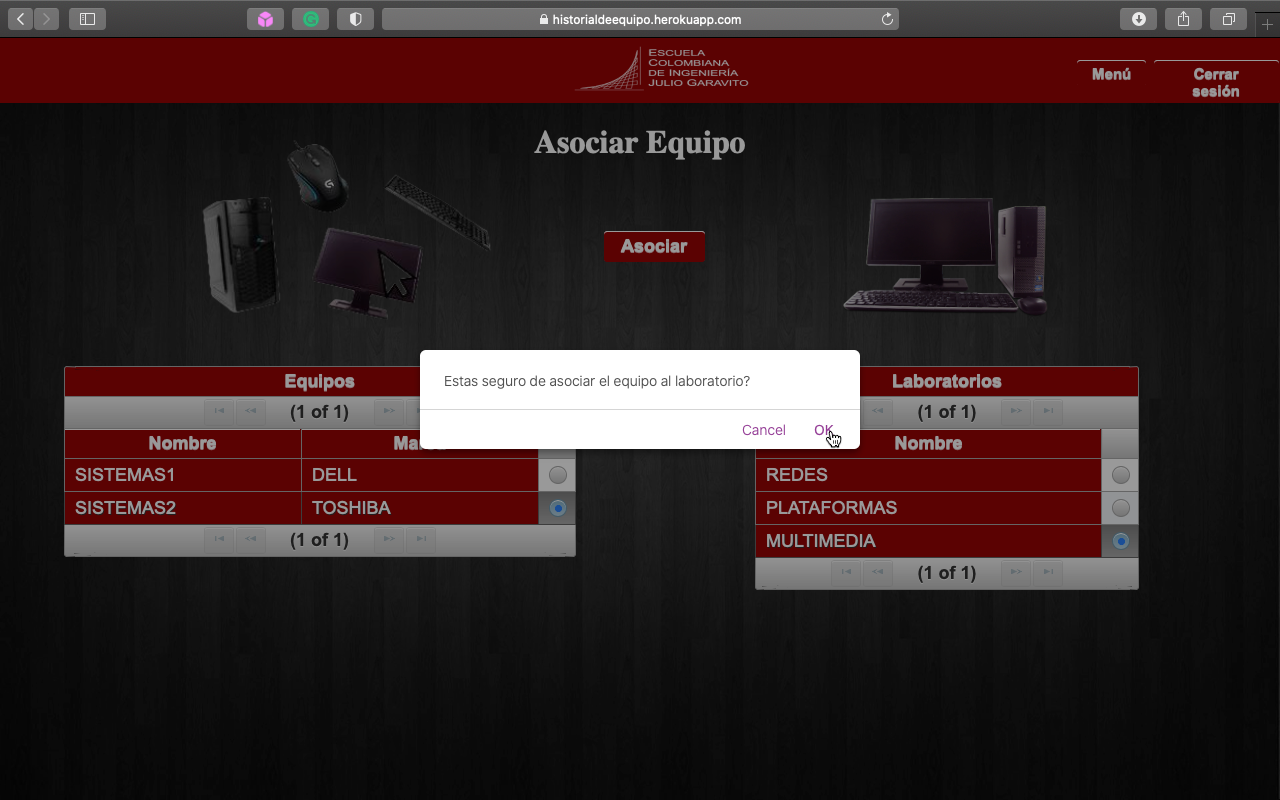 historialdeequipo.herokuapp.com
ESCUELA
COLOMBIANA
DE INGENIERÍA
JULIO GARAVITO
Menú
Cerrar
sesión
Asociar Equipo
Asociar
Estas seguro de asociar el equipo al laboratorio?
Cancel OK
Equipos
(1 of 1)
Nombre
SISTEMAS1 DELL
SISTEMAS2 TOSHIBA
(1 of 1)
Laboratorios
(1 of 1)
Nombre
REDES
PLATAFORMAS
MULTIMEDIA
(1 of 1)